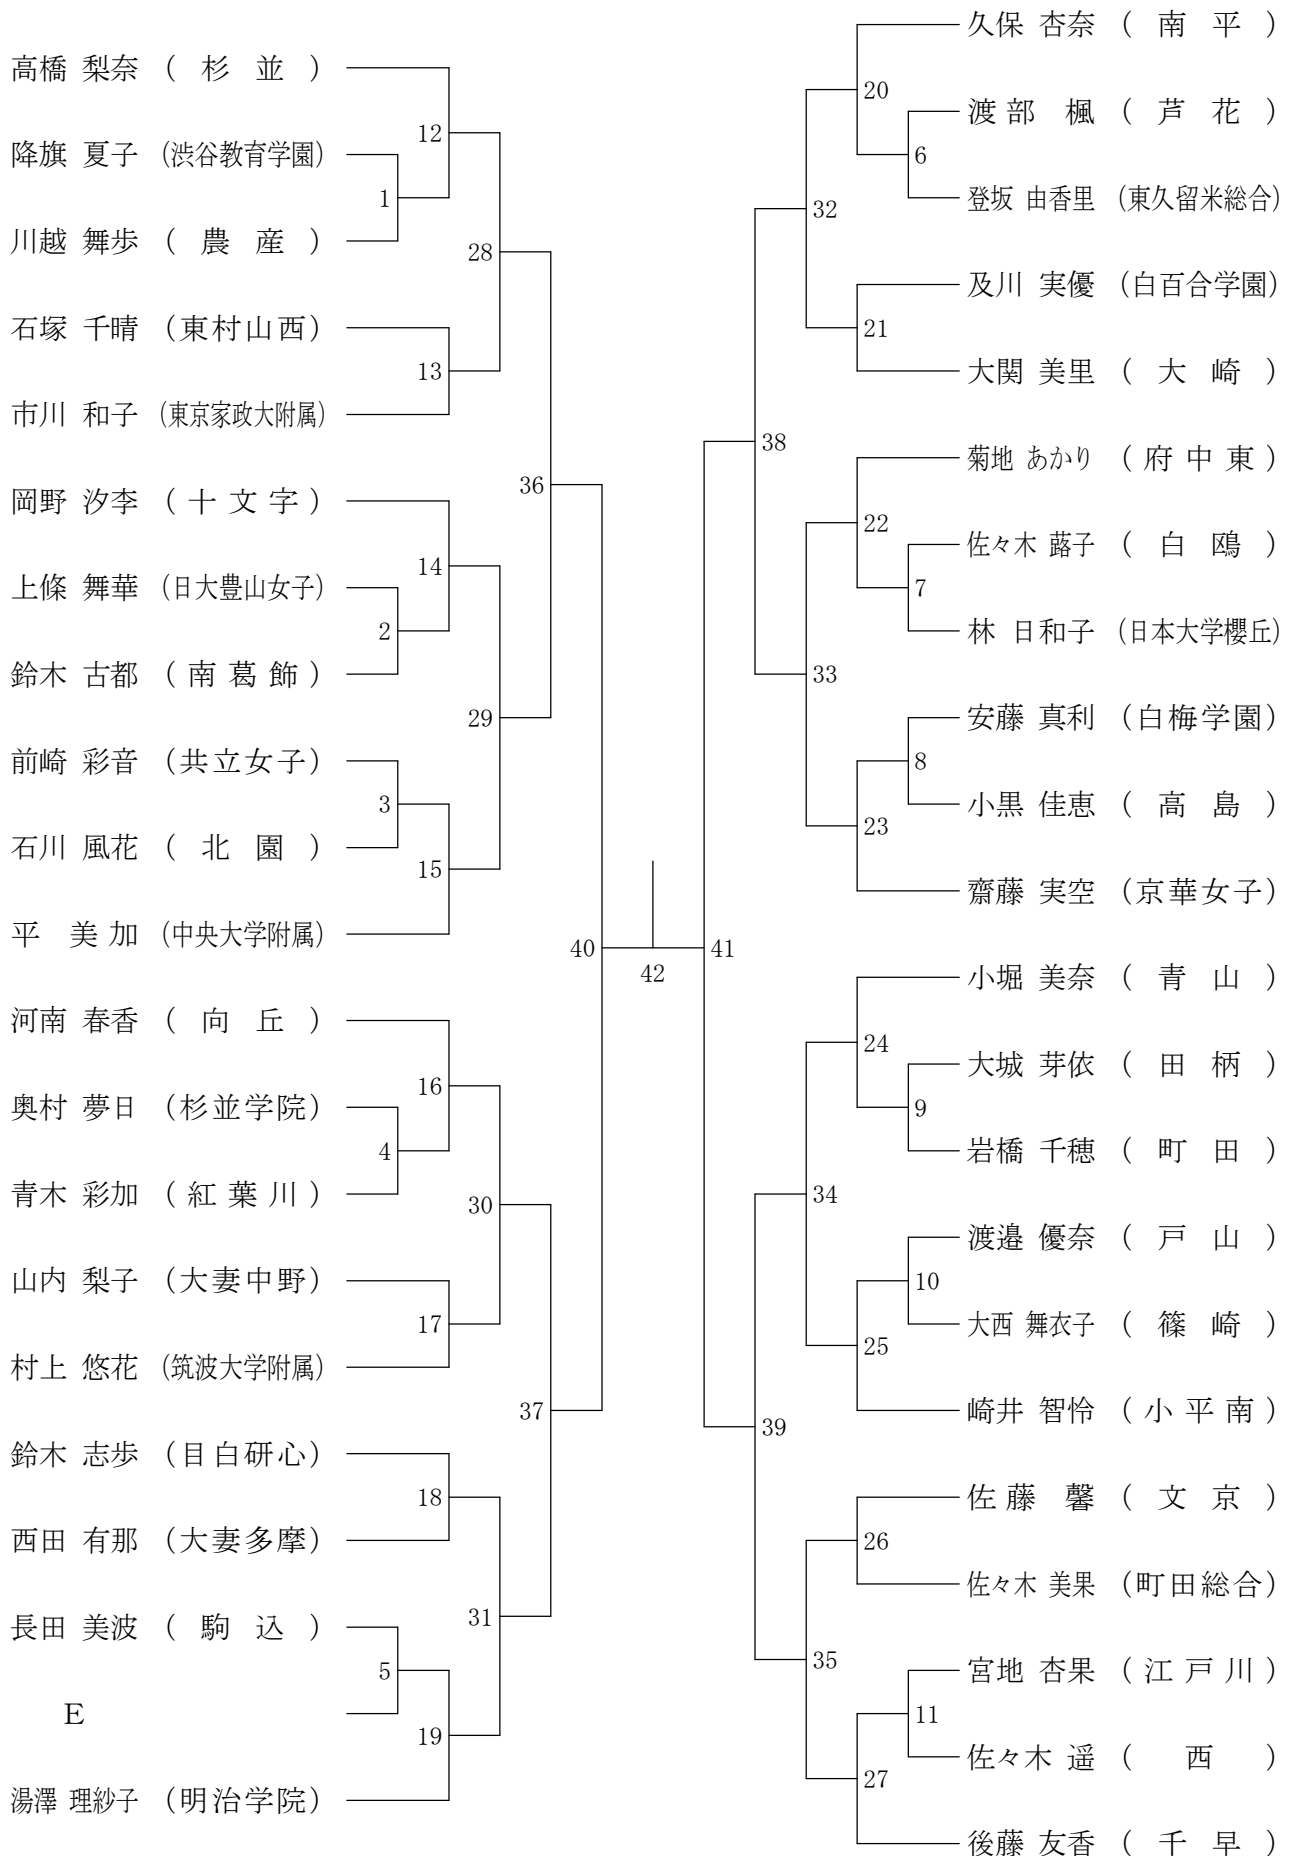 高橋 梨奈 （ 杉 並 ）
12
降旗 夏子 （渋谷教育学園）
1
川越 舞歩 （ 農 産 ）
28
石塚 千晴 （東村山西）
13
市川 和子 （東京家政大附属）
36
岡野 汐李 （ 十 文 字 ）
14
上條 舞華 （日大豊山女子）
2
鈴木 古都 （ 南 葛 飾 ）
29
前崎 彩音 （共立女子）
3
石川 風花 （ 北 園 ）
15
平 美 加 （中央大学附属）
40
河南 春香 （ 向 丘 ）
16
奥村 夢日 （杉並学院）
4
青木 彩加 （ 紅 葉 川 ）
30
山内 梨子 （大妻中野）
17
村上 悠花 （筑波大学附属）
37
鈴木 志歩 （目白研心）
18
西田 有那 （大妻多摩）
31
長田 美波 （ 駒 込 ）
5
E
19
湯澤 理紗子 （明治学院）
42
久保 杏奈 （ 南 平 ）
20
渡 部 楓 （ 芦 花 ）
6
登坂 由香里 （東久留米総合）
32
及川 実優 （白百合学園）
21
大関 美里 （ 大 崎 ）
38
菊地 あかり （ 府 中 東 ）
22
佐々木 蕗子 （ 白 鴎 ）
7
林 日和子 （日本大学櫻丘）
33
安藤 真利 （白梅学園）
8
小黒 佳恵 （ 高 島 ）
23
齋藤 実空 （京華女子）
41
小堀 美奈 （ 青 山 ）
24
大城 芽依 （ 田 柄 ）
9
岩橋 千穂 （ 町 田 ）
34
渡邉 優奈 （ 戸 山 ）
10
大西 舞衣子 （ 篠 崎 ）
25
崎井 智怜 （ 小 平 南 ）
39
佐 藤 馨 （ 文 京 ）
26
佐々木 美果 （町田総合）
35
宮地 杏果 （ 江 戸 川 ）
11
佐々木 遥 （ 西 ）
27
後藤 友香 （ 千 早 ）